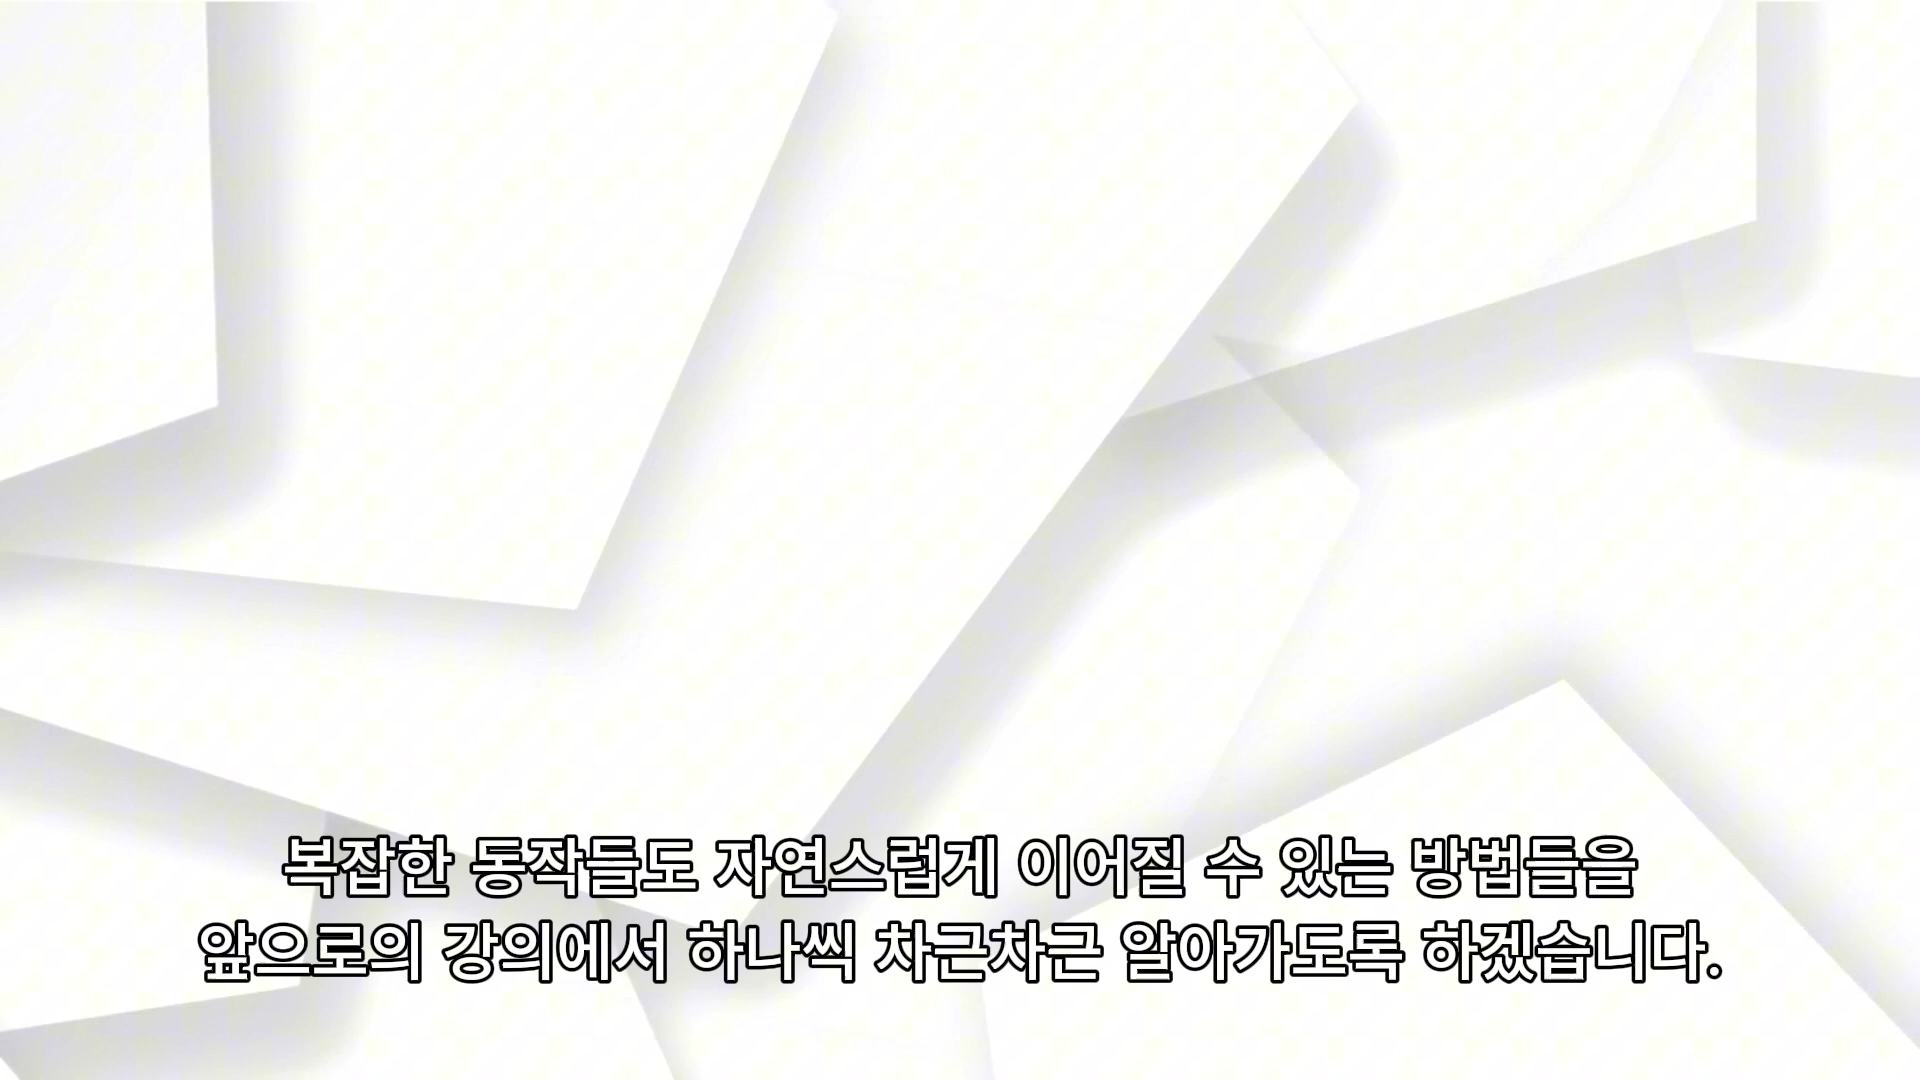 복잡한 동작들도 자연스럽게 이어질 수 있는 방법들을
앞으로의 강의에서 하나씩 차근차근 알아가도록 하겠습니다.